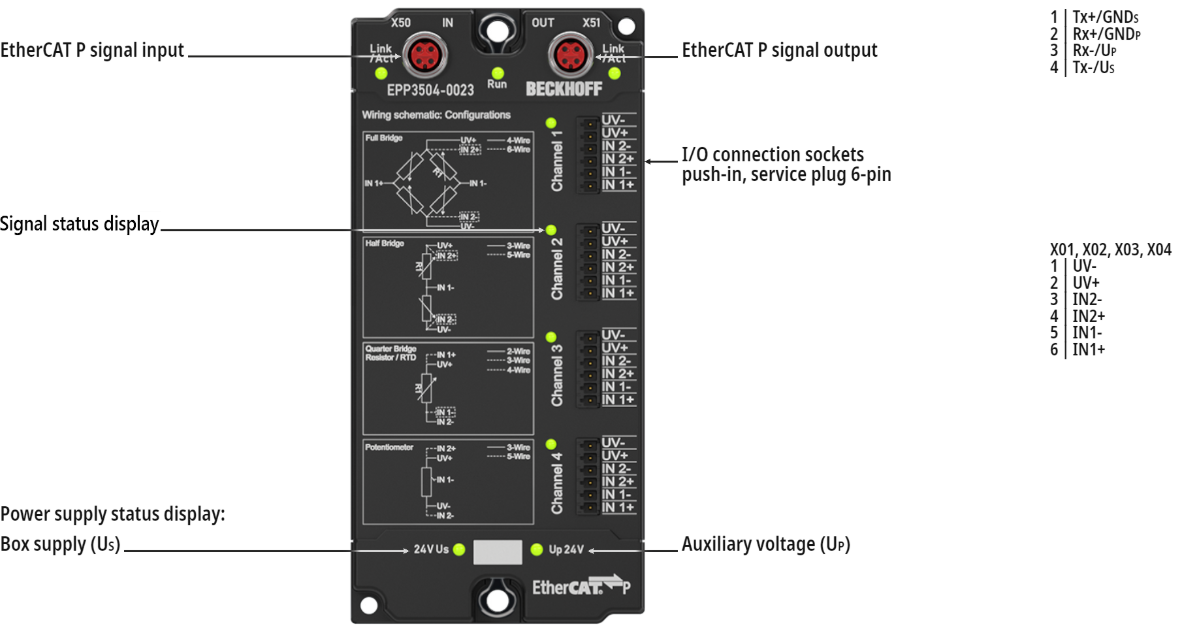 X50 IN OUT X51
EtherCAT P signal input
Link
/Act
Link
/Act
EtherCAT P signal output
Run
EPP3504-0023 BECKHOFF
1 Tx+/GNDS
2 Rx+/GNDP
3 Rx-/UP
4 Tx-/US
Wiring schematic: Configurations
Full Bridge
UV+ 4-Wire
IN 2+ 6-Wire
R1
IN 1+ IN 1-
IN 2-
UV-
Channel 1
UV-
UV+
IN 2-
IN 2+
IN 1-
IN 1+
I/O connection sockets
push-in, service plug 6-pin
Signal status display
Half Bridge
UV+ 3-Wire
IN 2+ 5-Wire
R1
IN 1-
IN 2-
UV-
Channel 2
UV-
UV+
IN 2-
IN 2+
IN 1-
IN 1+
X01, X02, X03, X04
1 UV-
2 UV+
3 IN2-
4 IN2+
5 IN1-
6 IN1+
Quarter Bridge
Resistor / RTD
IN 1+ 2-Wire
UV+ 3-Wire
4-Wire
R1
IN 1-
IN 2-
Channel 3
UV-
UV+
IN 2-
IN 2+
IN 1-
IN 1+
Potentiometer
IN 2+ 3-Wire
UV+ 5-Wire
IN 1-
UV-
IN 2-
Channel 4
UV-
UV+
IN 2-
IN 2+
IN 1-
IN 1+
Power supply status display:
Box supply (US)
24V Us Up 24V
Auxiliary voltage (UP)
EtherCAT® P